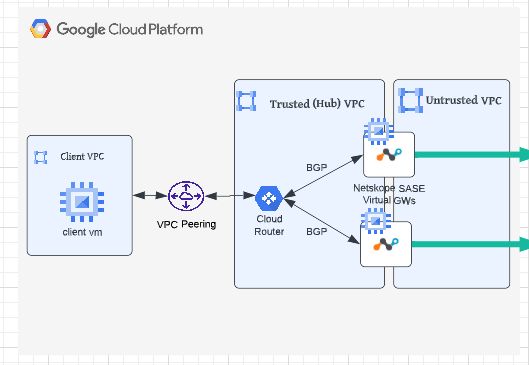 Google Cloud Platform
Trusted (Hub) VPC
Untrusted VPC
Client VPC
client vm
VPC Peering
Cloud
Router
BGP
BGP
Netskope SASE
Virtual GWs